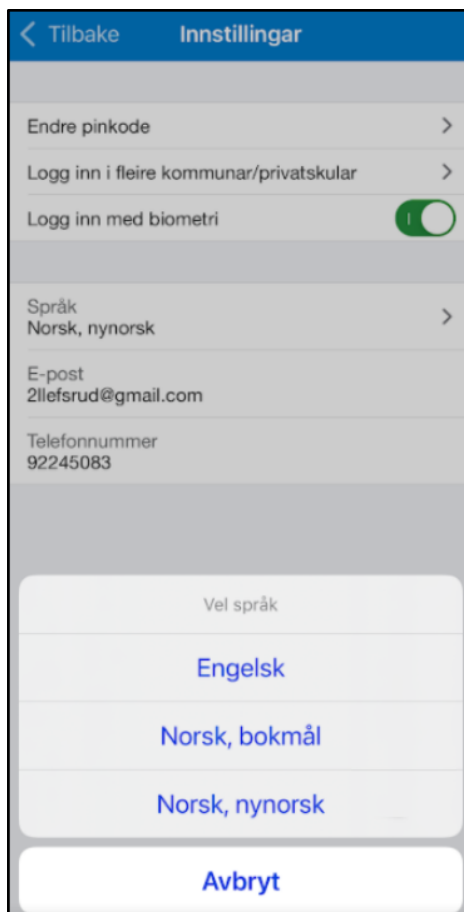 Tilbake Innstillingar
Endre pinkode
Logg inn i fleire kommunar/privatskular
Logg inn med biometri
Språk
Norsk, nynorsk
E-post
2llefsrud@gmail.com
Telefonnummer
92245083
Vel språk
Engelsk
Norsk, bokmål
Norsk, nynorsk
Avbryt